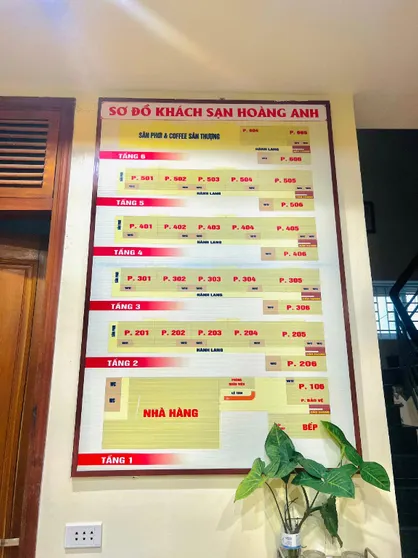 SƠ ĐỒ KHÁCH SẠN HOÀNG ANH
SÂN PHƠI & COFFEE SÂN THƯỢNG
HÀNH LANG
P. 606
TẦNG 6
P. 501 P. 502 P. 503 P. 504 P. 505
HÀNH LANG
P. 506
TẦNG 5
P. 401 P. 402 P. 403 P. 404 P. 405
HÀNH LANG
P. 406
TẦNG 4
P. 301 P. 302 P. 303 P. 304 P. 305
HÀNH LANG
P. 306
TẦNG 3
P. 201 P. 202 P. 203 P. 204 P. 205
HÀNH LANG
P. 206
TẦNG 2
P. 106
LỄ TÂN
P. BẢO VỆ
NHÀ HÀNG
BẾP
TẦNG 1